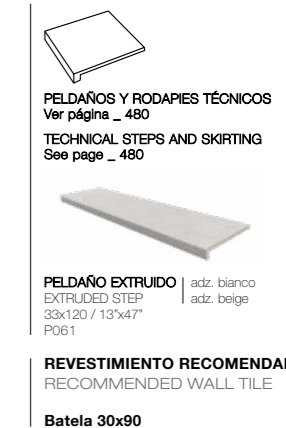 PELDAÑOS Y RODAPIES TÉCNICOS
Ver página _ 480
TECHNICAL STEPS AND SKIRTING
See page _ 480
PELDAÑO EXTRUIDO | adz. bianco
EXTRUDED STEP | adz. beige
33x120 / 13"x47"
P061
REVESTIMIENTO RECOMENDA
RECOMMENDED WALL TILE
Batela 30x90